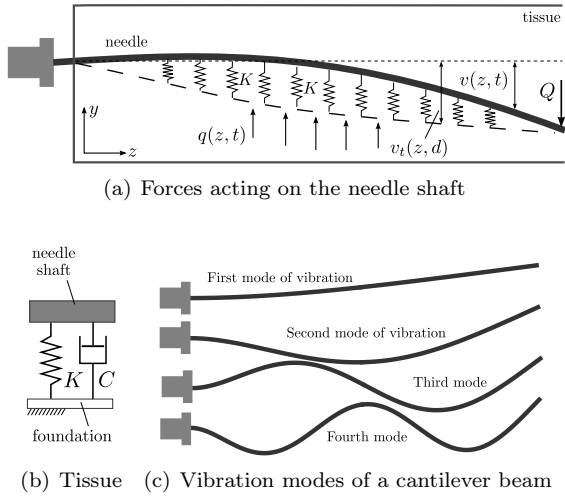 tissue
needle
K
K
v(z,t)
Q
y
z
q(z,t)
v_t(z,d)
(a) Forces acting on the needle shaft
needle
shaft
K
C
foundation
(b) Tissue
First mode of vibration
Second mode of vibration
Third mode
Fourth mode
(c) Vibration modes of a cantilever beam